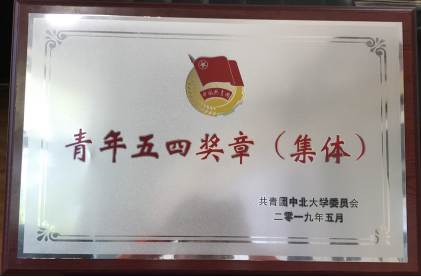 中国共青团
青年五四奖章（集体）
共青團中北大学委员会
二零一九年五月